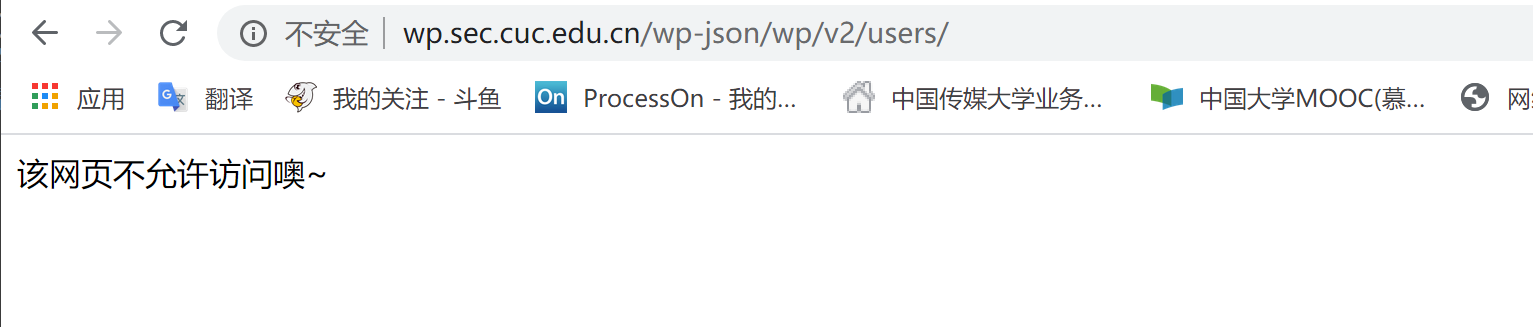 不安全 wp.sec.cuc.edu.cn/wp-json/wp/v2/users/
应用 翻译 我的关注 - 斗鱼 On ProcessOn - 我的... 中国传媒大学业务... 中国大学MOOC(慕...
该网页不允许访问噢~